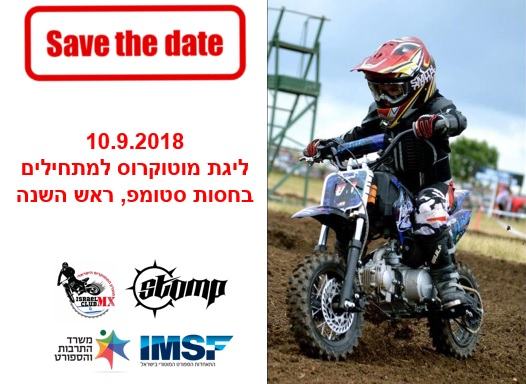 Save the date
10.9.2018
ליגת מוטוקרוס למתחילים
בחסות סטומפ, ראש השנה
ISRAEL
CLUB MX
stomp
משרד
התרבות
והספורט
IMSF
התאחדות הספורט המוטורי בישראל